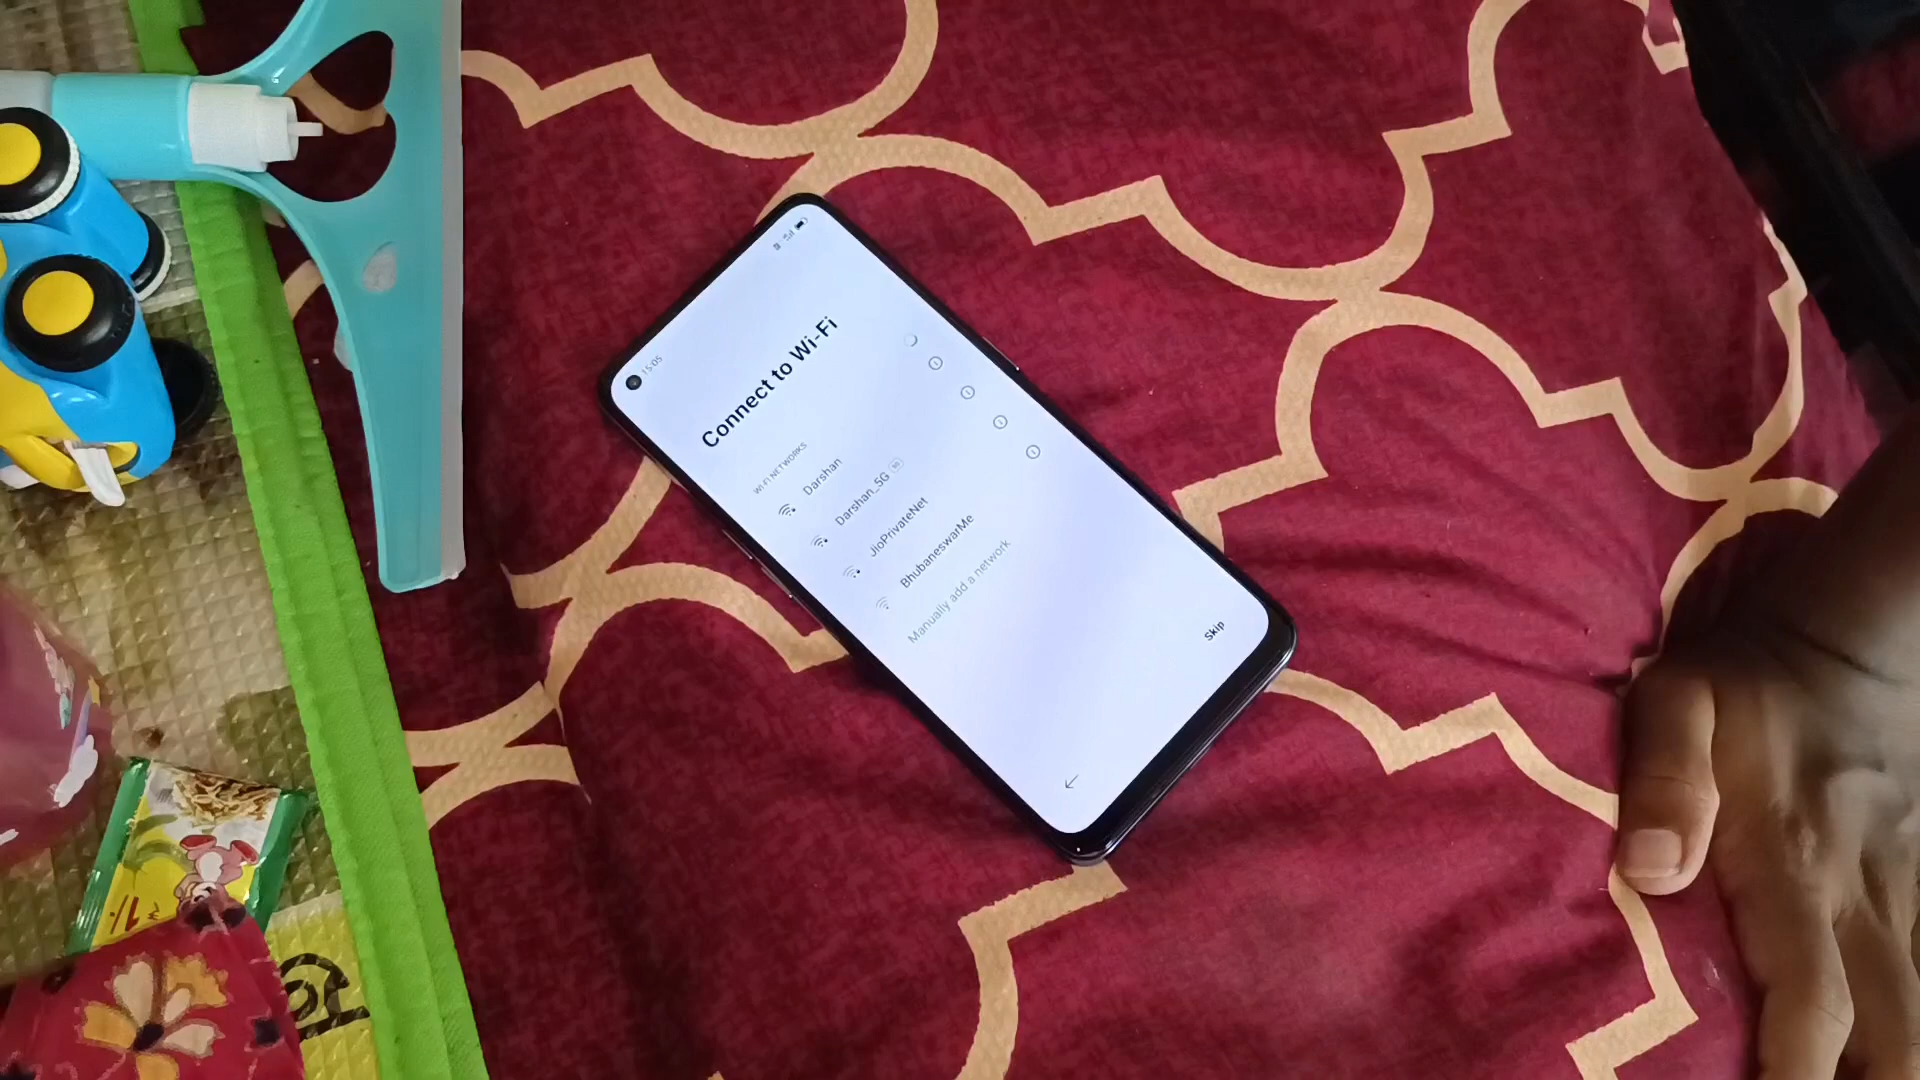 15:05
Connect to Wi-Fi
WI-FI NETWORKS
Darshan
Darshan_5G
JioPrivateNet
BhubaneswarMe
Manually add a network
Skip